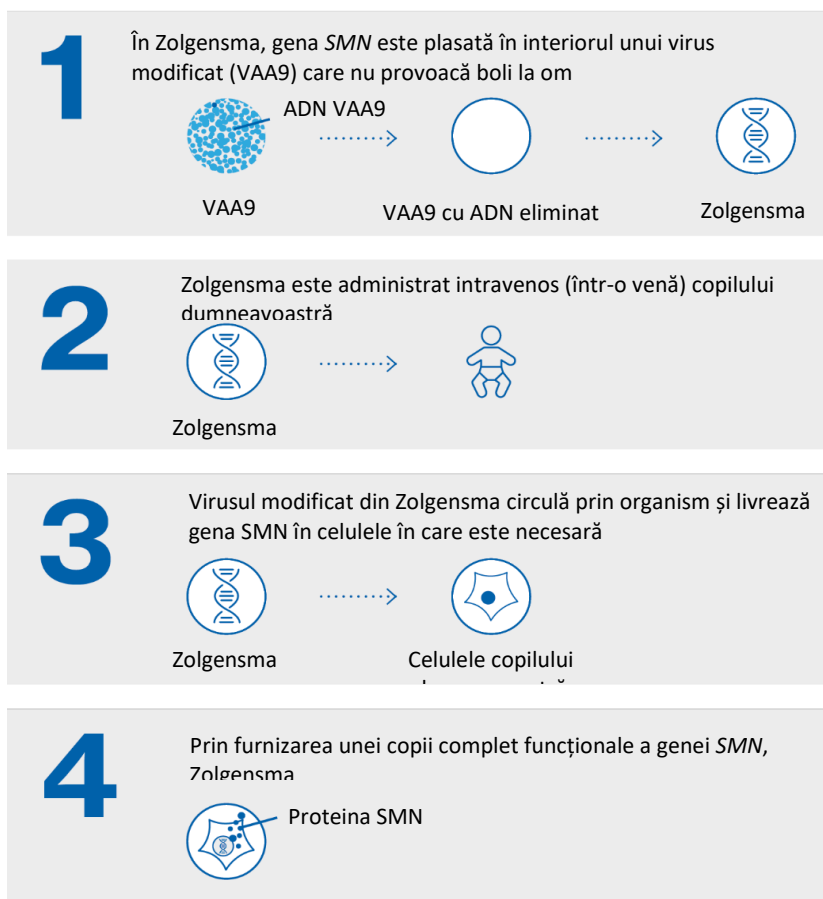 1
În Zolgensma, gena SMN este plasată în interiorul unui virus
modificat (VAA9) care nu provoacă boli la om
ADN VAA9
VAA9
VAA9 cu ADN eliminat
Zolgensma
2
Zolgensma este administrat intravenos (într-o venă) copilului
dumneavoastră
Zolgensma
3
Virusul modificat din Zolgensma circulă prin organism și livrează
gena SMN în celulele în care este necesară
Zolgensma
Celulele copilului
4
Prin furnizarea unei copii complet funcționale a genei SMN,
Zolgensma
Proteina SMN